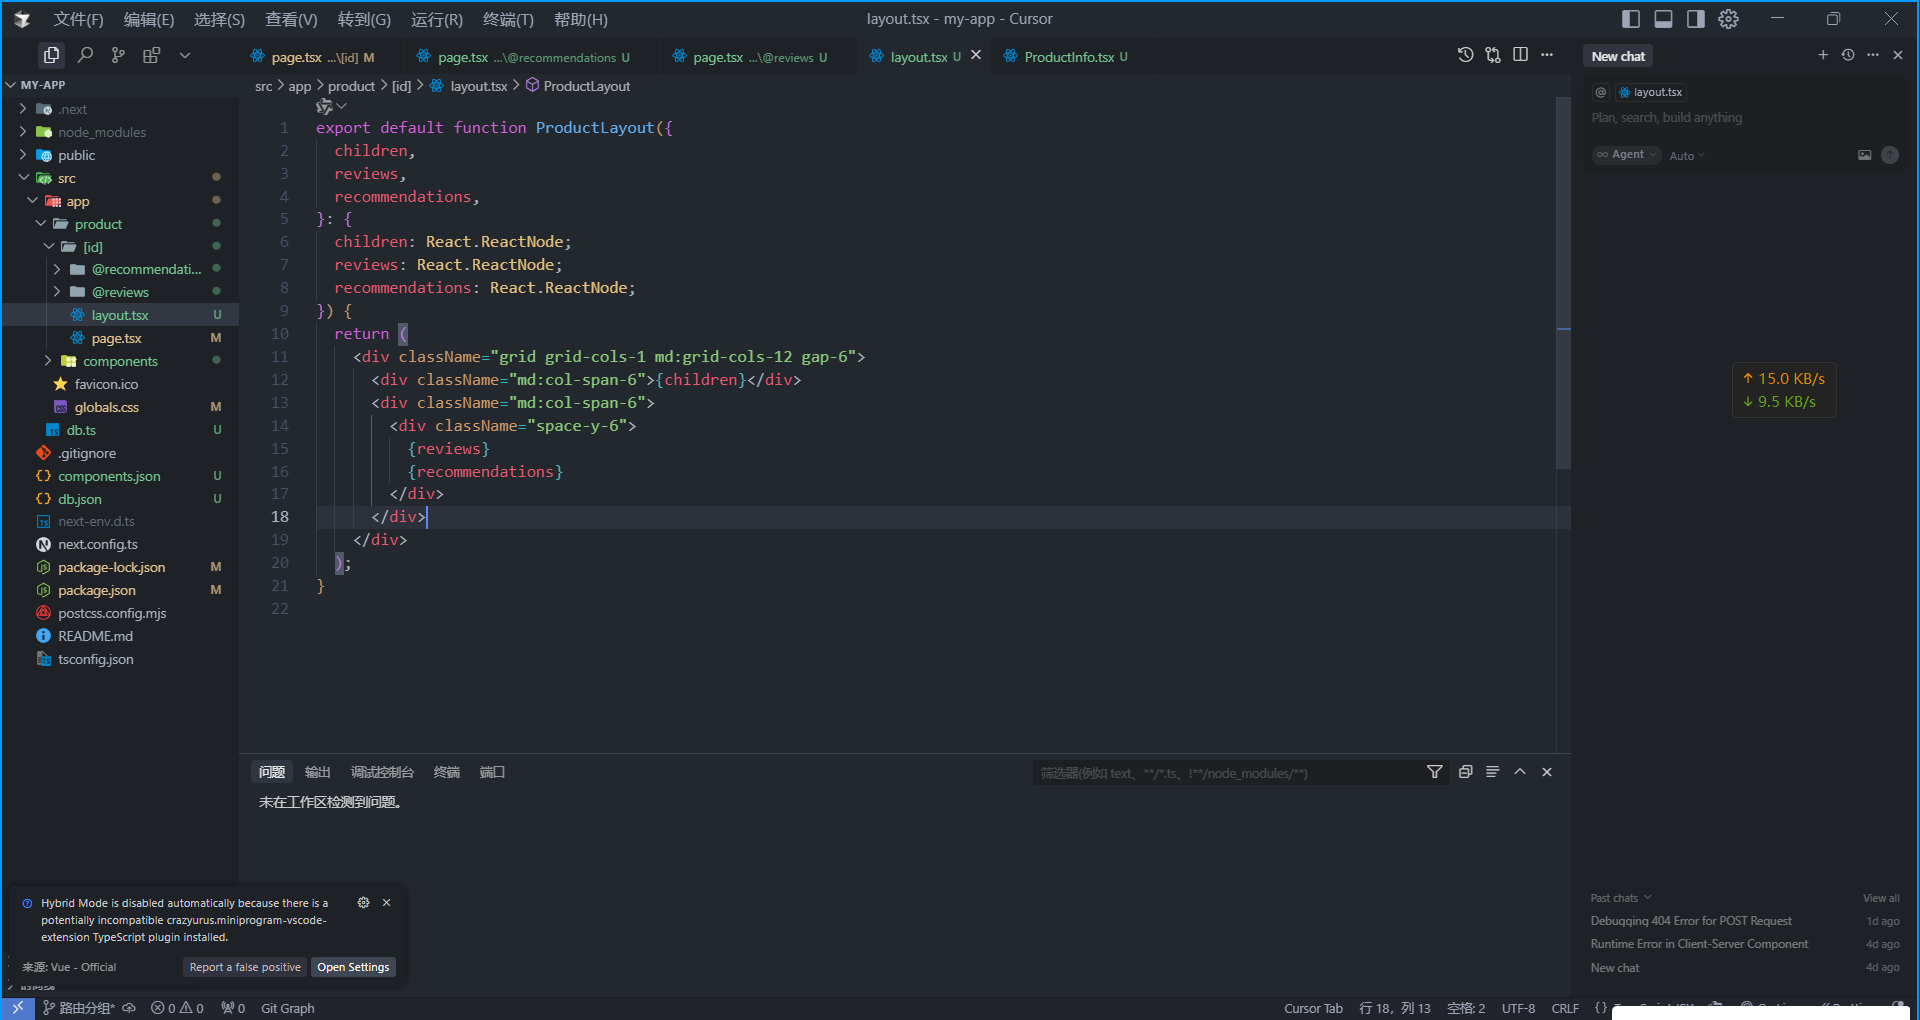 文件(F) 编辑(E) 选择(S) 查看(V) 转到(G) 运行(R) 终端(T) 帮助(H)
layout.tsx - my-app - Cursor
page.tsx ...\[id] M
page.tsx ...\@recommendations U
page.tsx ...\@reviews U
layout.tsx U
ProductInfo.tsx U
New chat
MY-APP
.next
node_modules
public
src
app
product
[id]
@recommendati...
@reviews
layout.tsx U
page.tsx M
components
favicon.ico
globals.css M
db.ts U
.gitignore
components.json U
db.json U
next-env.d.ts
next.config.ts
package-lock.json M
package.json M
postcss.config.mjs
README.md
tsconfig.json
src > app > product > [id] > layout.tsx > ProductLayout
1 export default function ProductLayout({
2 children,
3 reviews,
4 recommendations,
5 }: {
6 children: React.ReactNode;
7 reviews: React.ReactNode;
8 recommendations: React.ReactNode;
9 }) {
10 return (
11 <div className="grid grid-cols-1 md:grid-cols-12 gap-6">
12 <div className="md:col-span-6">{children}</div>
13 <div className="md:col-span-6">
14 <div className="space-y-6">
15 {reviews}
16 {recommendations}
17 </div>
18 </div>
19 </div>
20 );
21 }
22
@ layout.tsx
Plan, search, build anything
Agent Auto
↑ 15.0 KB/s
↓ 9.5 KB/s
问题 输出 调试控制台 终端 端口
筛选器(例如 text、**/*.ts、!**/node_modules/**)
未在工作区检测到问题。
Hybrid Mode is disabled automatically because there is a
potentially incompatible crazyurus.miniprogram-vscode-
extension TypeScript plugin installed.
来源: Vue - Official
Report a false positive
Open Settings
Past chats View all
Debugging 404 Error for POST Request 1d ago
Runtime Error in Client-Server Component 4d ago
New chat 4d ago
路由分组* 0 0 0 Git Graph
Cursor Tab 行 18，列 13 空格: 2 UTF-8 CRLF { }